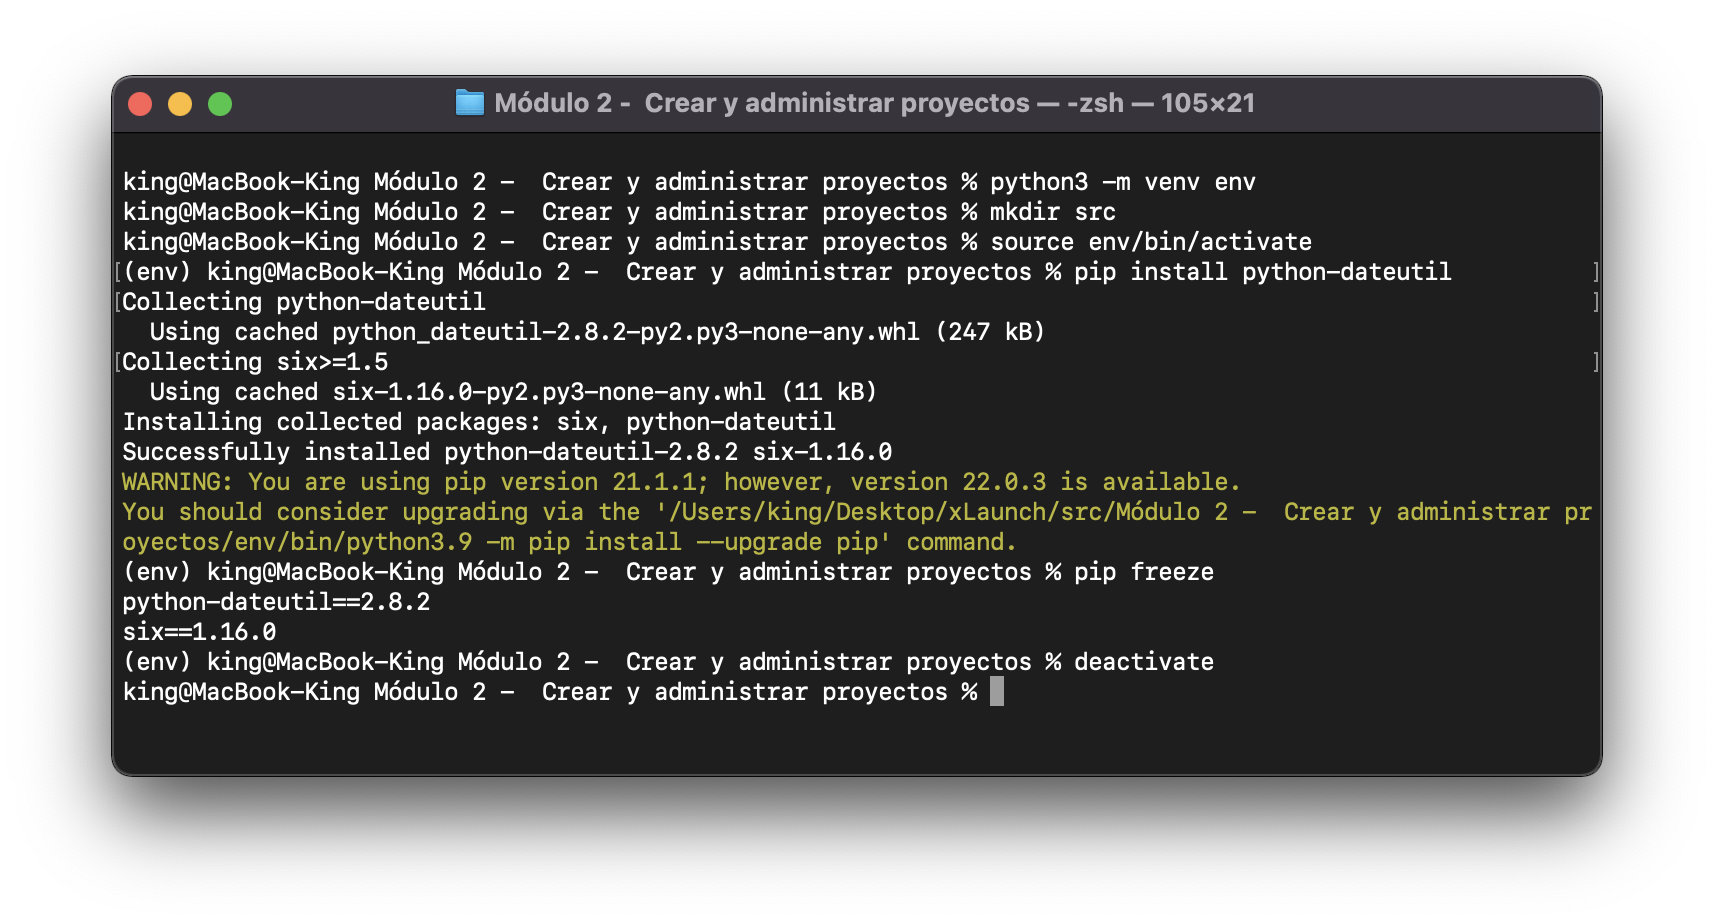 Módulo 2 -  Crear y administrar proyectos — -zsh — 105×21
king@MacBook-King Módulo 2 -  Crear y administrar proyectos % python3 -m venv env
king@MacBook-King Módulo 2 -  Crear y administrar proyectos % mkdir src
king@MacBook-King Módulo 2 -  Crear y administrar proyectos % source env/bin/activate
[(env) king@MacBook-King Módulo 2 -  Crear y administrar proyectos % pip install python-dateutil ]
[Collecting python-dateutil ]
  Using cached python_dateutil-2.8.2-py2.py3-none-any.whl (247 kB)
[Collecting six>=1.5 ]
  Using cached six-1.16.0-py2.py3-none-any.whl (11 kB)
Installing collected packages: six, python-dateutil
Successfully installed python-dateutil-2.8.2 six-1.16.0
WARNING: You are using pip version 21.1.1; however, version 22.0.3 is available.
You should consider upgrading via the '/Users/king/Desktop/xLaunch/src/Módulo 2 -  Crear y administrar pr
oyectos/env/bin/python3.9 -m pip install --upgrade pip' command.
(env) king@MacBook-King Módulo 2 -  Crear y administrar proyectos % pip freeze
python-dateutil==2.8.2
six==1.16.0
(env) king@MacBook-King Módulo 2 -  Crear y administrar proyectos % deactivate
king@MacBook-King Módulo 2 -  Crear y administrar proyectos %